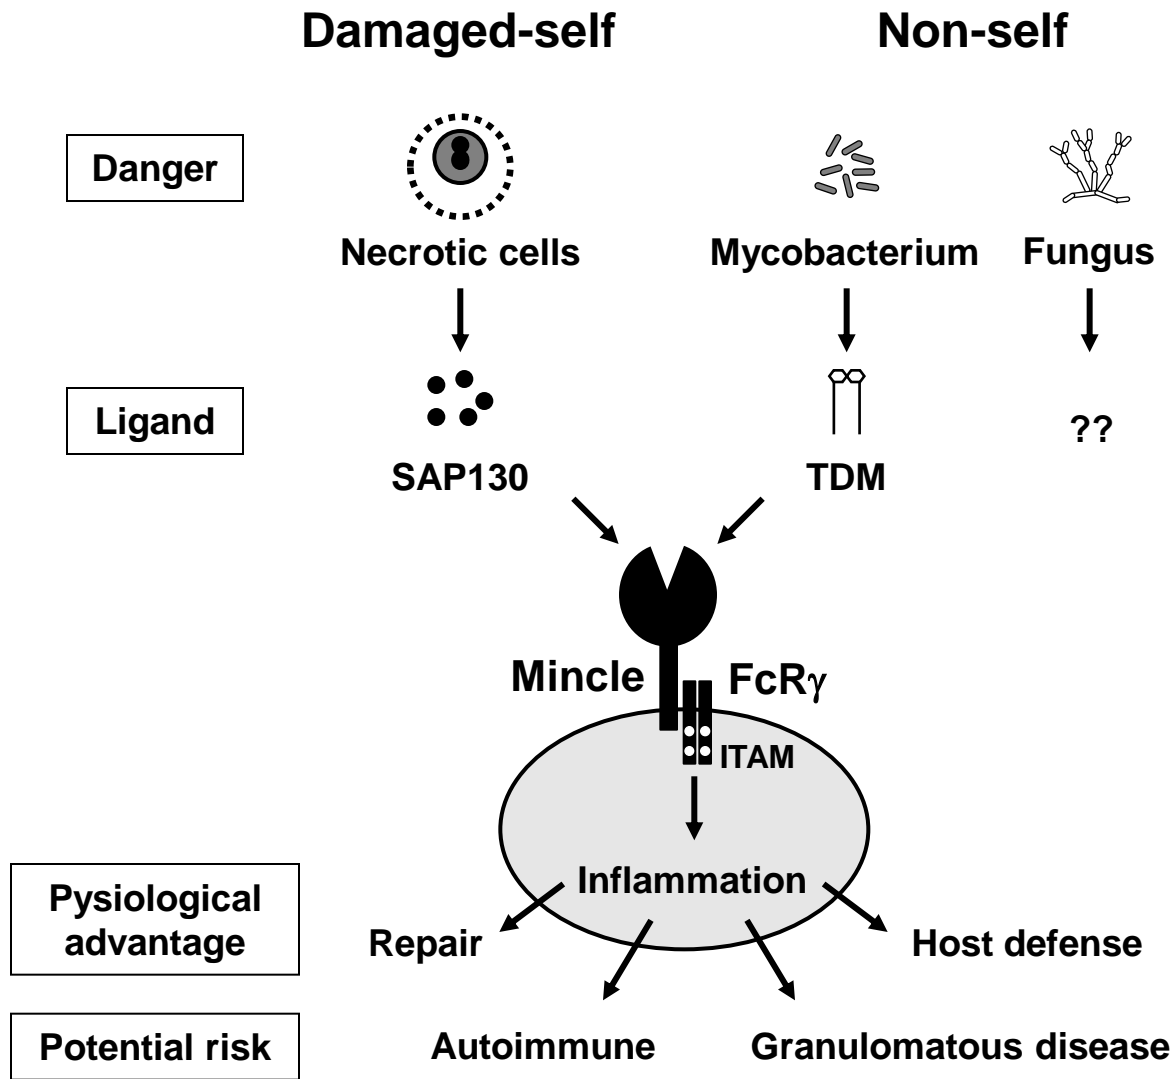 Damaged-self
Non-self
Danger
Necrotic cells
Mycobacterium
Fungus
Ligand
??
SAP130
TDM
Mincle
FcRγ
ITAM
Inflammation
Pysiological
advantage
Repair
Host defense
Potential risk
Autoimmune
Granulomatous disease